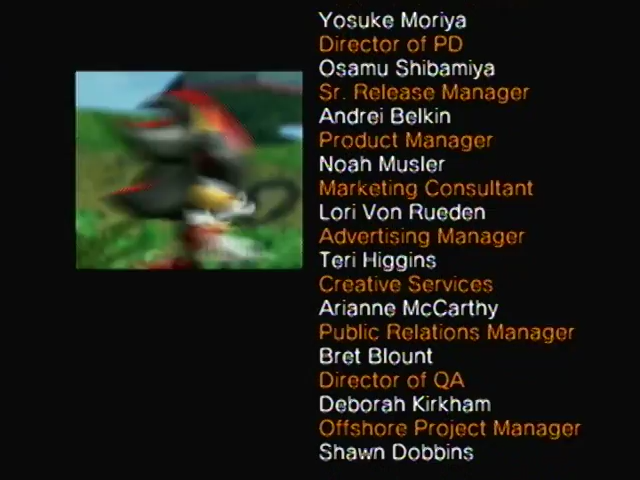 Yosuke Moriya
Director of PD
Osamu Shibamiya
Sr. Release Manager
Andrei Belkin
Product Manager
Noah Musler
Marketing Consultant
Lori Von Rueden
Advertising Manager
Teri Higgins
Creative Services
Arianne McCarthy
Public Relations Manager
Bret Blount
Director of QA
Deborah Kirkham
Offshore Project Manager
Shawn Dobbins